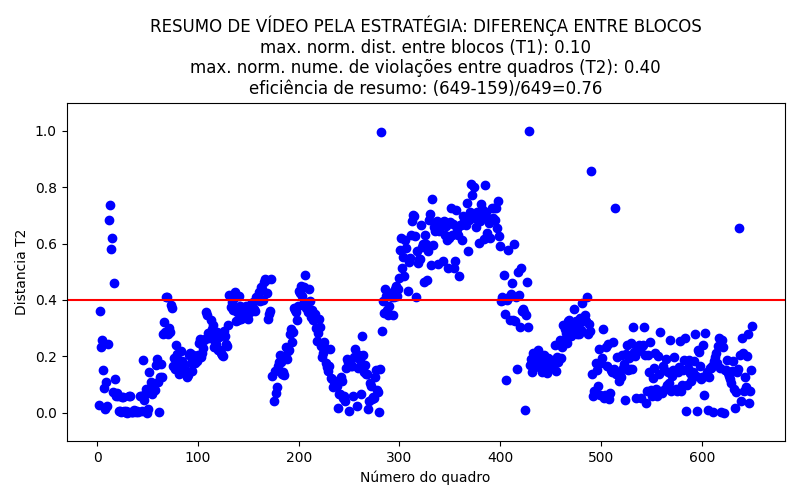 RESUMO DE VÍDEO PELA ESTRATÉGIA: DIFERENÇA ENTRE BLOCOS
max. norm. dist. entre blocos (T1): 0.10
max. norm. nume. de violações entre quadros (T2): 0.40
eficiência de resumo: (649-159)/649=0.76
Distancia T2
1.0
0.8
0.6
0.4
0.2
0.0
0 100 200 300 400 500 600
Número do quadro